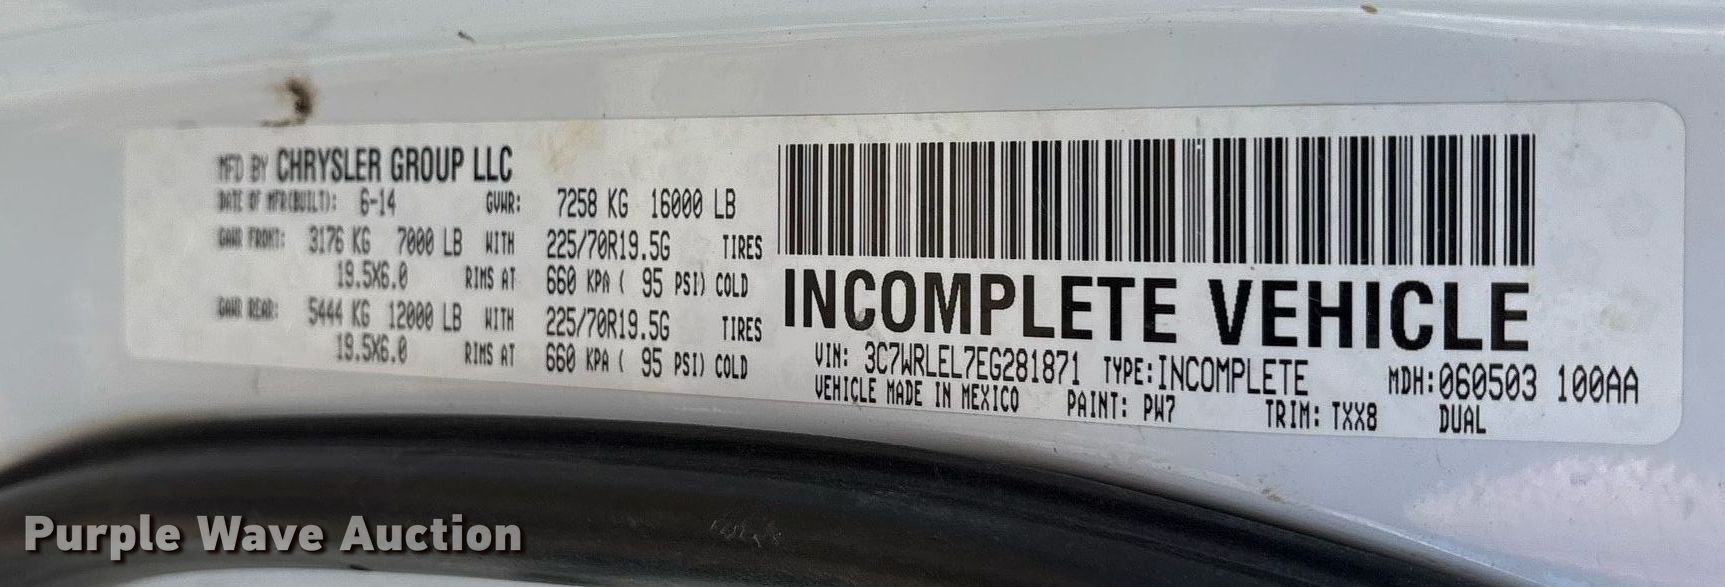 MFD BY CHRYSLER GROUP LLC
DATE OF MFR(BUILT): 6-14 GVWR: 7258 KG 16000 LB
GAWR FRONT: 3176 KG 7000 LB WITH 225/70R19.5G TIRES
19.5X6.0 RIMS AT 660 KPA ( 95 PSI) COLD
GAWR REAR: 5444 KG 12000 LB WITH 225/70R19.5G TIRES
19.5X6.0 RIMS AT 660 KPA ( 95 PSI) COLD
INCOMPLETE VEHICLE
VIN: 3C7WRLEL7EG281871 TYPE:INCOMPLETE MDH:060503 100AA
VEHICLE MADE IN MEXICO PAINT: PW7 TRIM: TXX8 DUAL
Purple Wave Auction